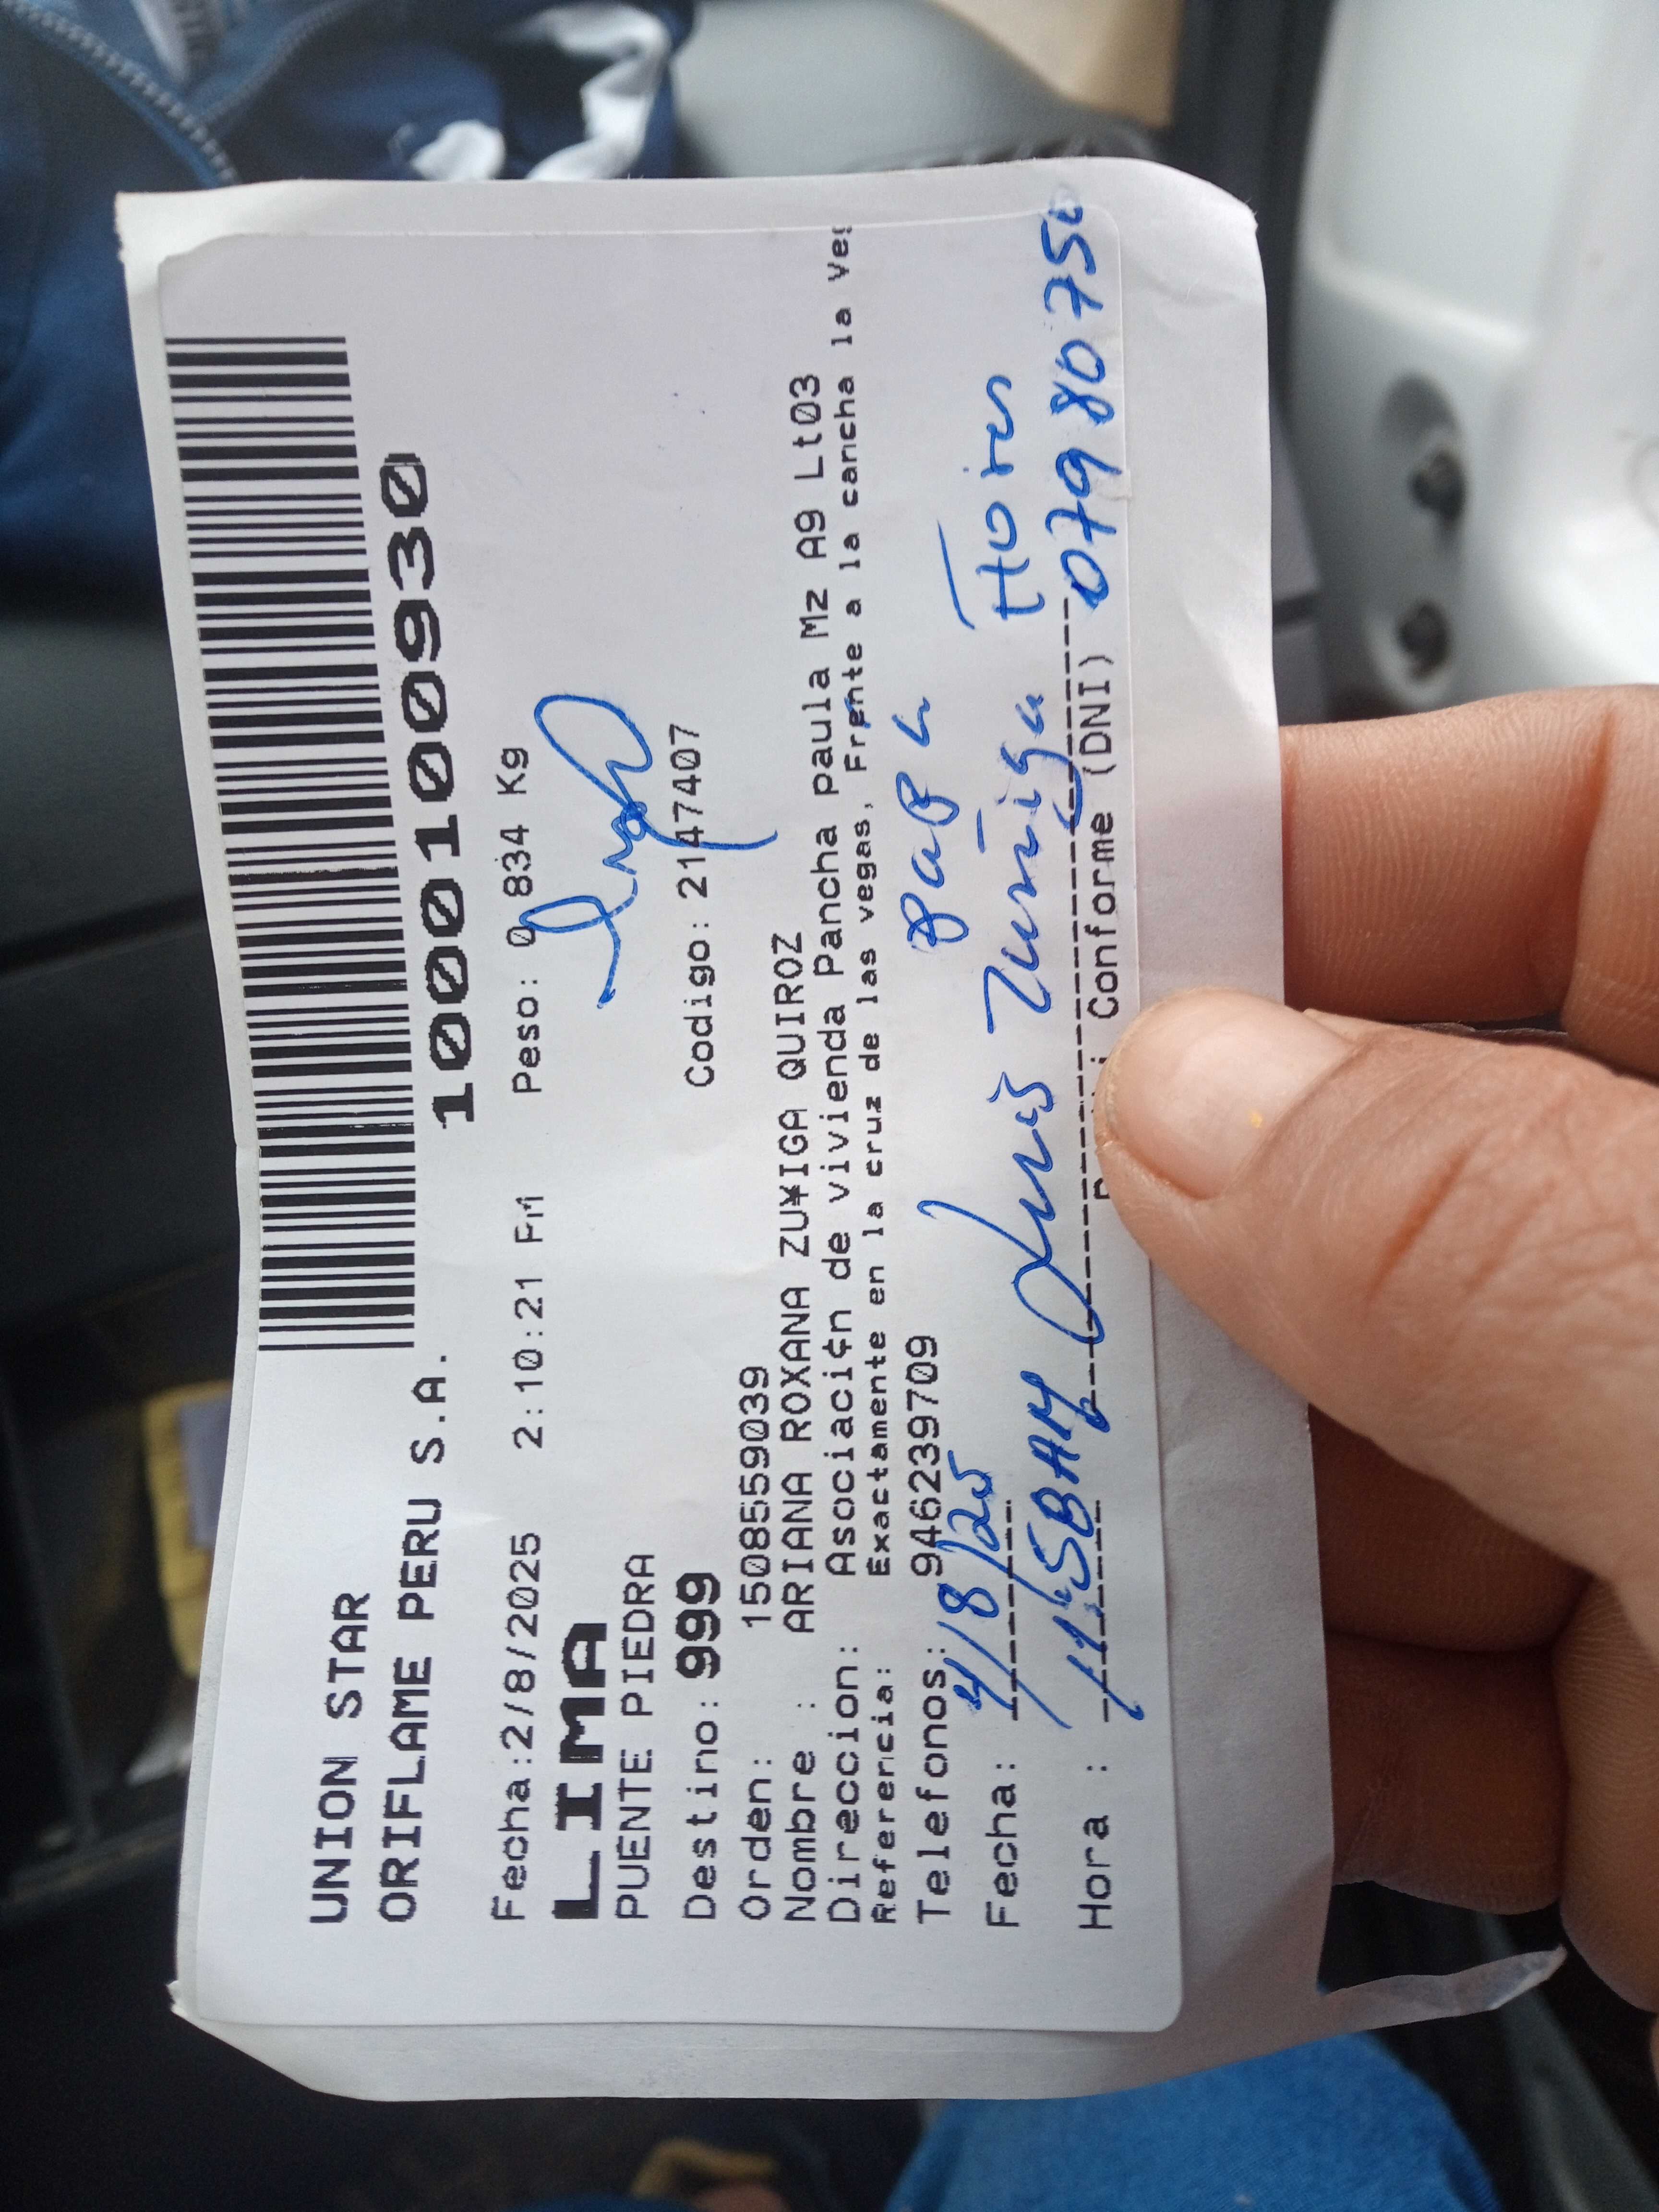 UNION STAR
ORIFLAME PERU S.A.
1000100930
Fecha:2/8/2025 2:10:21 PM Peso: 0 834 Kg
LIMA
PUENTE PIEDRA
Destino: 999 Codigo: 2147407
Orden: 1508559039
Nombre : ARIANA ROXANA ZU¥IGA QUIROZ
Direccion: Asociaci¢n de vivienda Pancha paula Mz A9 Lt03
Referencia: Exactamente en la cruz de las vegas, Frente a la cancha la Veg
Telefonos: 946239709
Fecha: 4/8/25
Luis Zuñiga
Hora : 11:58AM
Conforme (DNI) 0798075